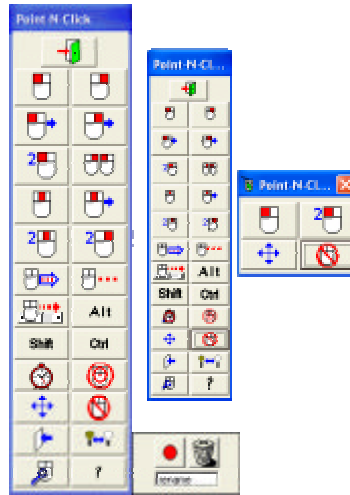 Point N Click
2
2
2
Alt
Shift
Ctrl
?
Point-N-CL...
2
2
2
Alt
Shift
Ctrl
?
Point-N-CL...
2
rename